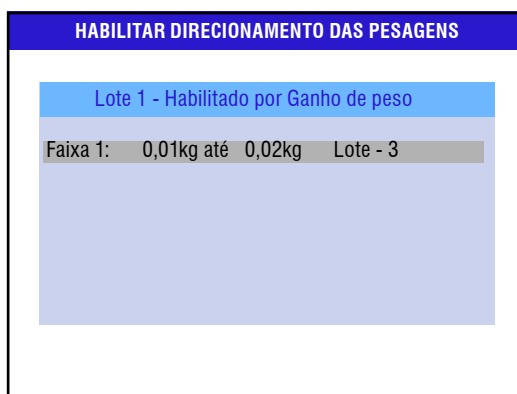 HABILITAR DIRECIONAMENTO DAS PESAGENS
Lote 1 - Habilitado por Ganho de peso
Faixa 1: 0,01kg até 0,02kg Lote - 3